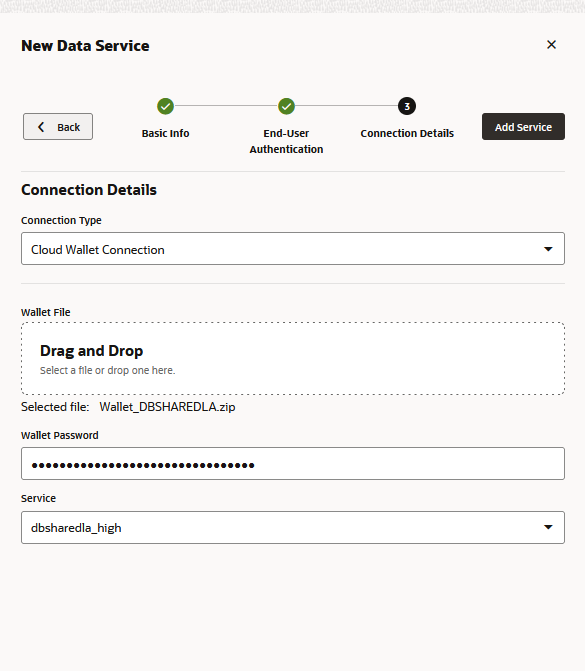 New Data Service
Back
Basic Info
End-User
Authentication
3
Connection Details
Add Service
Connection Details
Connection Type
Cloud Wallet Connection
Wallet File
Drag and Drop
Select a file or drop one here.
Selected file: Wallet_DBSHAREDLA.zip
Wallet Password
••••••••••••••••••••••••••••••••
Service
dbsharedla_high